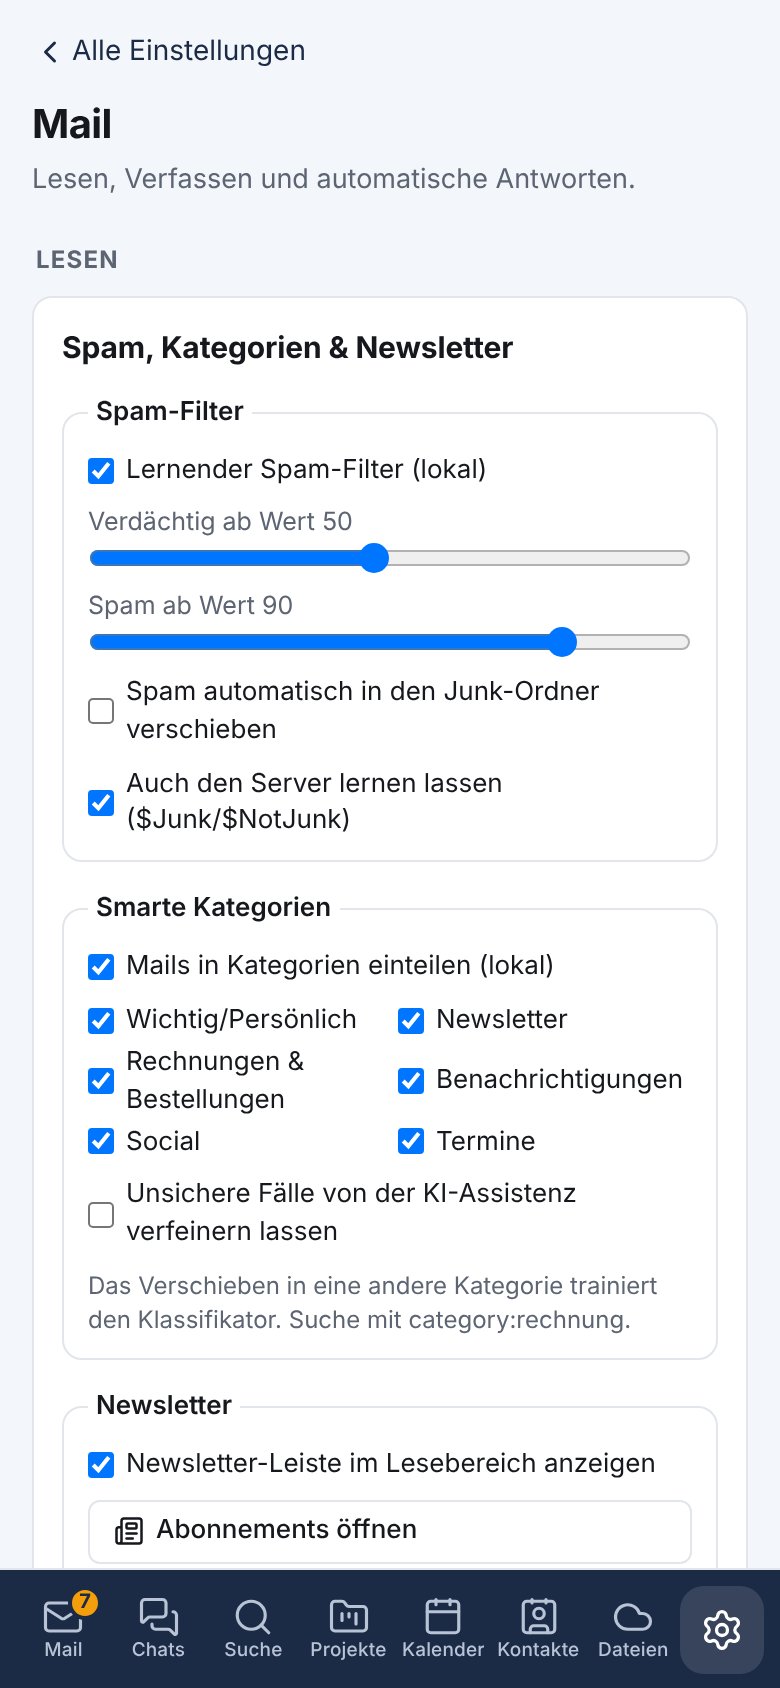 Alle Einstellungen
Mail
Lesen, Verfassen und automatische Antworten.
LESEN
Spam, Kategorien & Newsletter
Spam-Filter
Lernender Spam-Filter (lokal)
Verdächtig ab Wert 50
Spam ab Wert 90
Spam automatisch in den Junk-Ordner
verschieben
Auch den Server lernen lassen
($Junk/$NotJunk)
Smarte Kategorien
Mails in Kategorien einteilen (lokal)
Wichtig/Persönlich
Newsletter
Rechnungen &
Bestellungen
Benachrichtigungen
Social
Termine
Unsichere Fälle von der KI-Assistenz
verfeinern lassen
Das Verschieben in eine andere Kategorie trainiert
den Klassifikator. Suche mit category:rechnung.
Newsletter
Newsletter-Leiste im Lesebereich anzeigen
Abonnements öffnen
7
Mail
Chats
Suche
Projekte
Kalender
Kontakte
Dateien